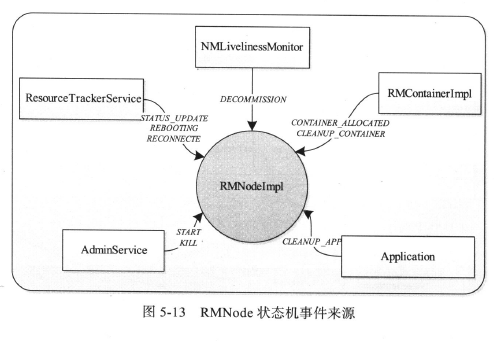 NMLivelinessMonitor
ResourceTrackerService
RMContainerImpl
DECOMMISSION
STATUS_UPDATE
REBOOTING
RECONNECTE
CONTAINER_ALLOCATED
CLEANUP_CONTAINER
RMNodeImpl
START
KILL
CLEANUP_APP
AdminService
Application
图 5-13 RMNode 状态机事件来源